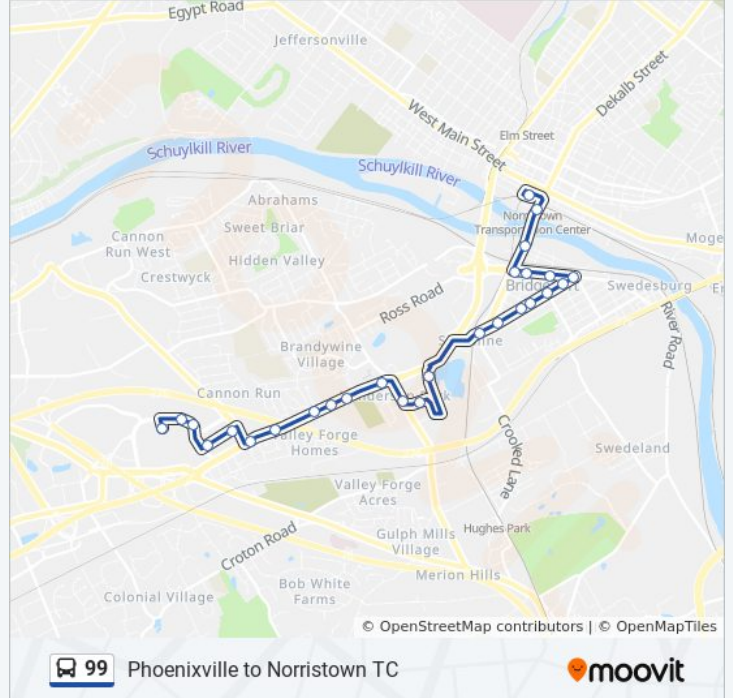 Egypt Road
Jeffersonville
Dekalb Street
West Main Street
Elm Street
Schuylkill River
Schuylkill River
Abrahams
Sweet Briar
Cannon
Run West
Hidden Valley
Crestwyck
Transportation Center
Moge
Swedesburg
Ross Road
River Road
Brandywine
Village
Cannon Run
Valley Forge
Homes
Crooked Lane
Swedeland
Valley Forge
Acres
Croton Road
Gulph Mills
Village
Hughes Park
Merion Hills
Bob White
Farms
Colonial Village
© OpenStreetMap contributors | © OpenMapTiles
99 Phoenixville to Norristown TC
moovit